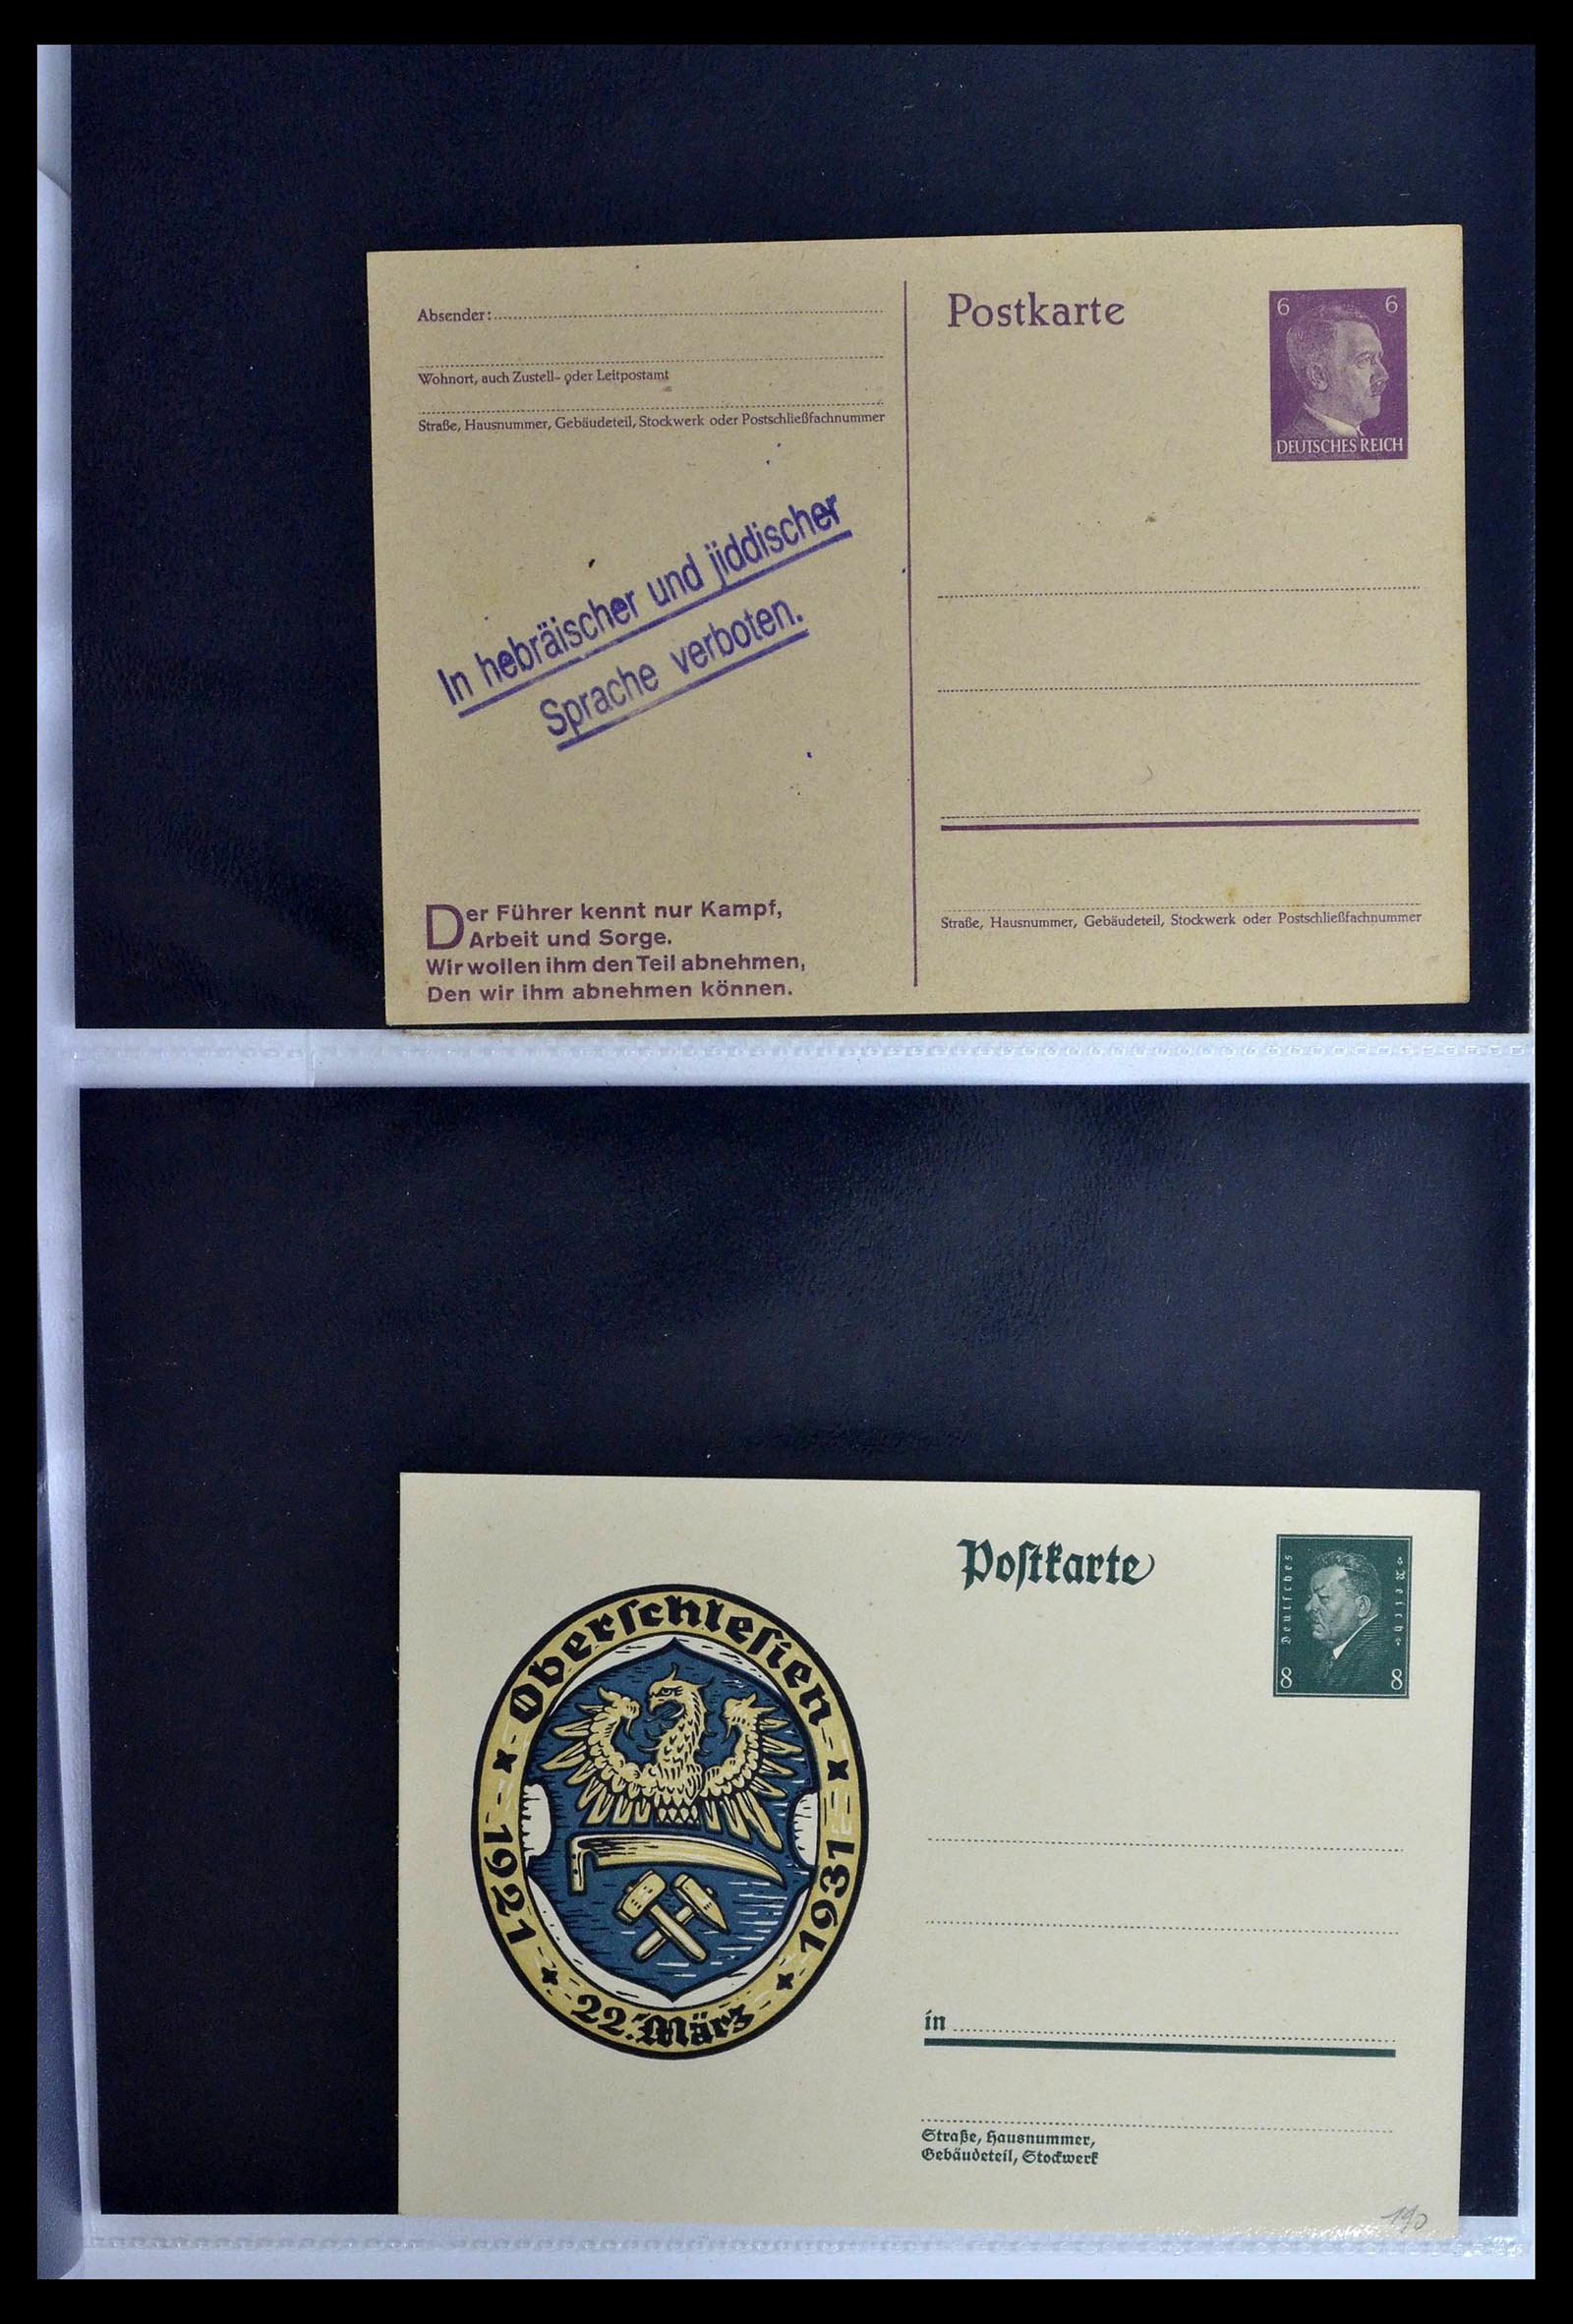 Absender:
Wohnort, auch Zustell- oder Leitpostamt
Straße, Hausnummer, Gebäudeteil, Stockwerk oder Postschließfachnummer
In hebräischer und jiddischer
Sprache verboten.
Der Führer kennt nur Kampf,
Arbeit und Sorge.
Wir wollen ihm den Teil abnehmen,
Den wir ihm abnehmen können.
Postkarte
6 6
DEUTSCHES REICH
Straße, Hausnummer, Gebäudeteil, Stockwerk oder Postschließfachnummer
Oberschlesien
1921
1931
22. März
Postkarte
Deutsches
Reich
8 8
in
Straße, Hausnummer,
Gebäudeteil, Stockwerk
190